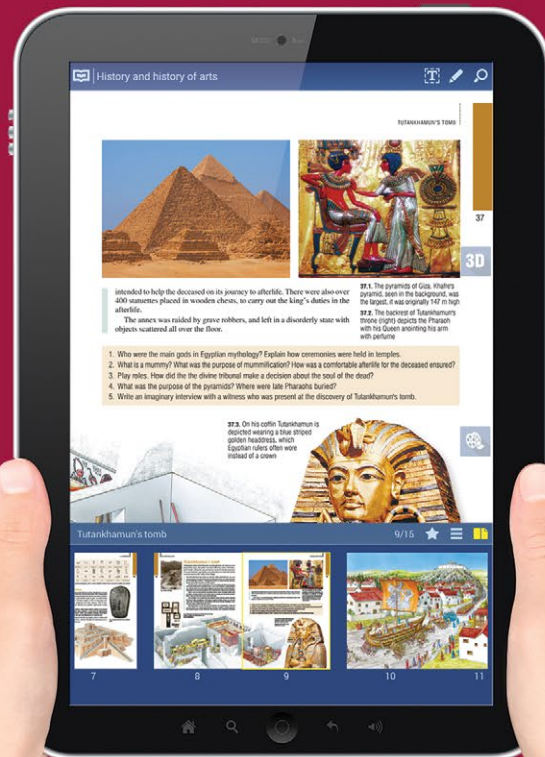 History and history of arts
TUTANKHAMUN'S TOMB
37
3D
intended to help the deceased on its journey to afterlife. There were also over
400 statuettes placed in wooden chests, to carry out the king's duties in the
afterlife.
The annex was raided by grave robbers, and left in a disorderly state with
objects scattered all over the floor.
37.1. The pyramids of Giza. Khafre's
pyramid, seen in the background, was
the largest, it was originally 147 m high
37.2. The backrest of Tutankhamun's
throne (right) depicts the Pharaoh
with his Queen anointing his arm
with perfume
1. Who were the main gods in Egyptian mythology? Explain how ceremonies were held in temples.
2. What is a mummy? What was the purpose of mummification? How was a comfortable afterlife for the deceased ensured?
3. Play roles. How did the the divine tribunal make a decision about the soul of the dead?
4. What was the purpose of the pyramids? Where were late Pharaohs buried?
5. Write an imaginary interview with a witness who was present at the discovery of Tutankhamun's tomb.
37.3. On his coffin Tutankhamun is
depicted wearing a blue striped
golden headdress, which
Egyptian rulers often wore
instead of a crown
Tutankhamun's tomb
9/15
7
8
9
10
11